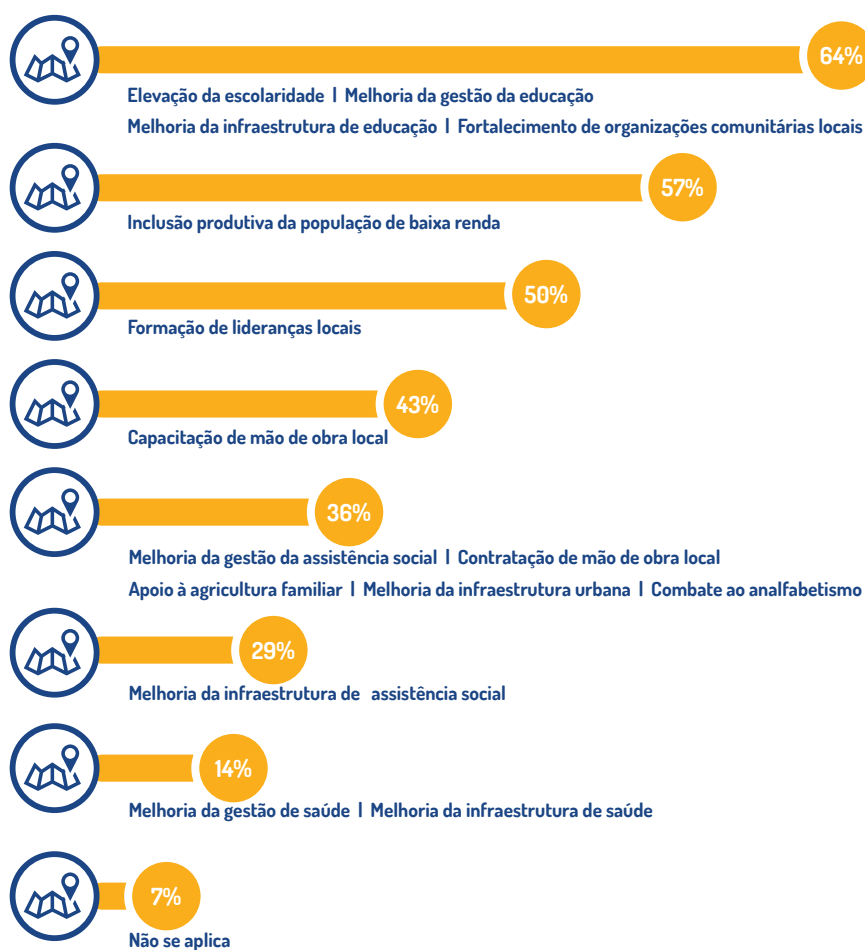 64%
Elevação da escolaridade | Melhoria da gestão da educação
Melhoria da infraestrutura de educação | Fortalecimento de organizações comunitárias locais
57%
Inclusão produtiva da população de baixa renda
50%
Formação de lideranças locais
43%
Capacitação de mão de obra local
36%
Melhoria da gestão da assistência social | Contratação de mão de obra local
Apoio à agricultura familiar | Melhoria da infraestrutura urbana | Combate ao analfabetismo
29%
Melhoria da infraestrutura de assistência social
14%
Melhoria da gestão de saúde | Melhoria da infraestrutura de saúde
7%
Não se aplica